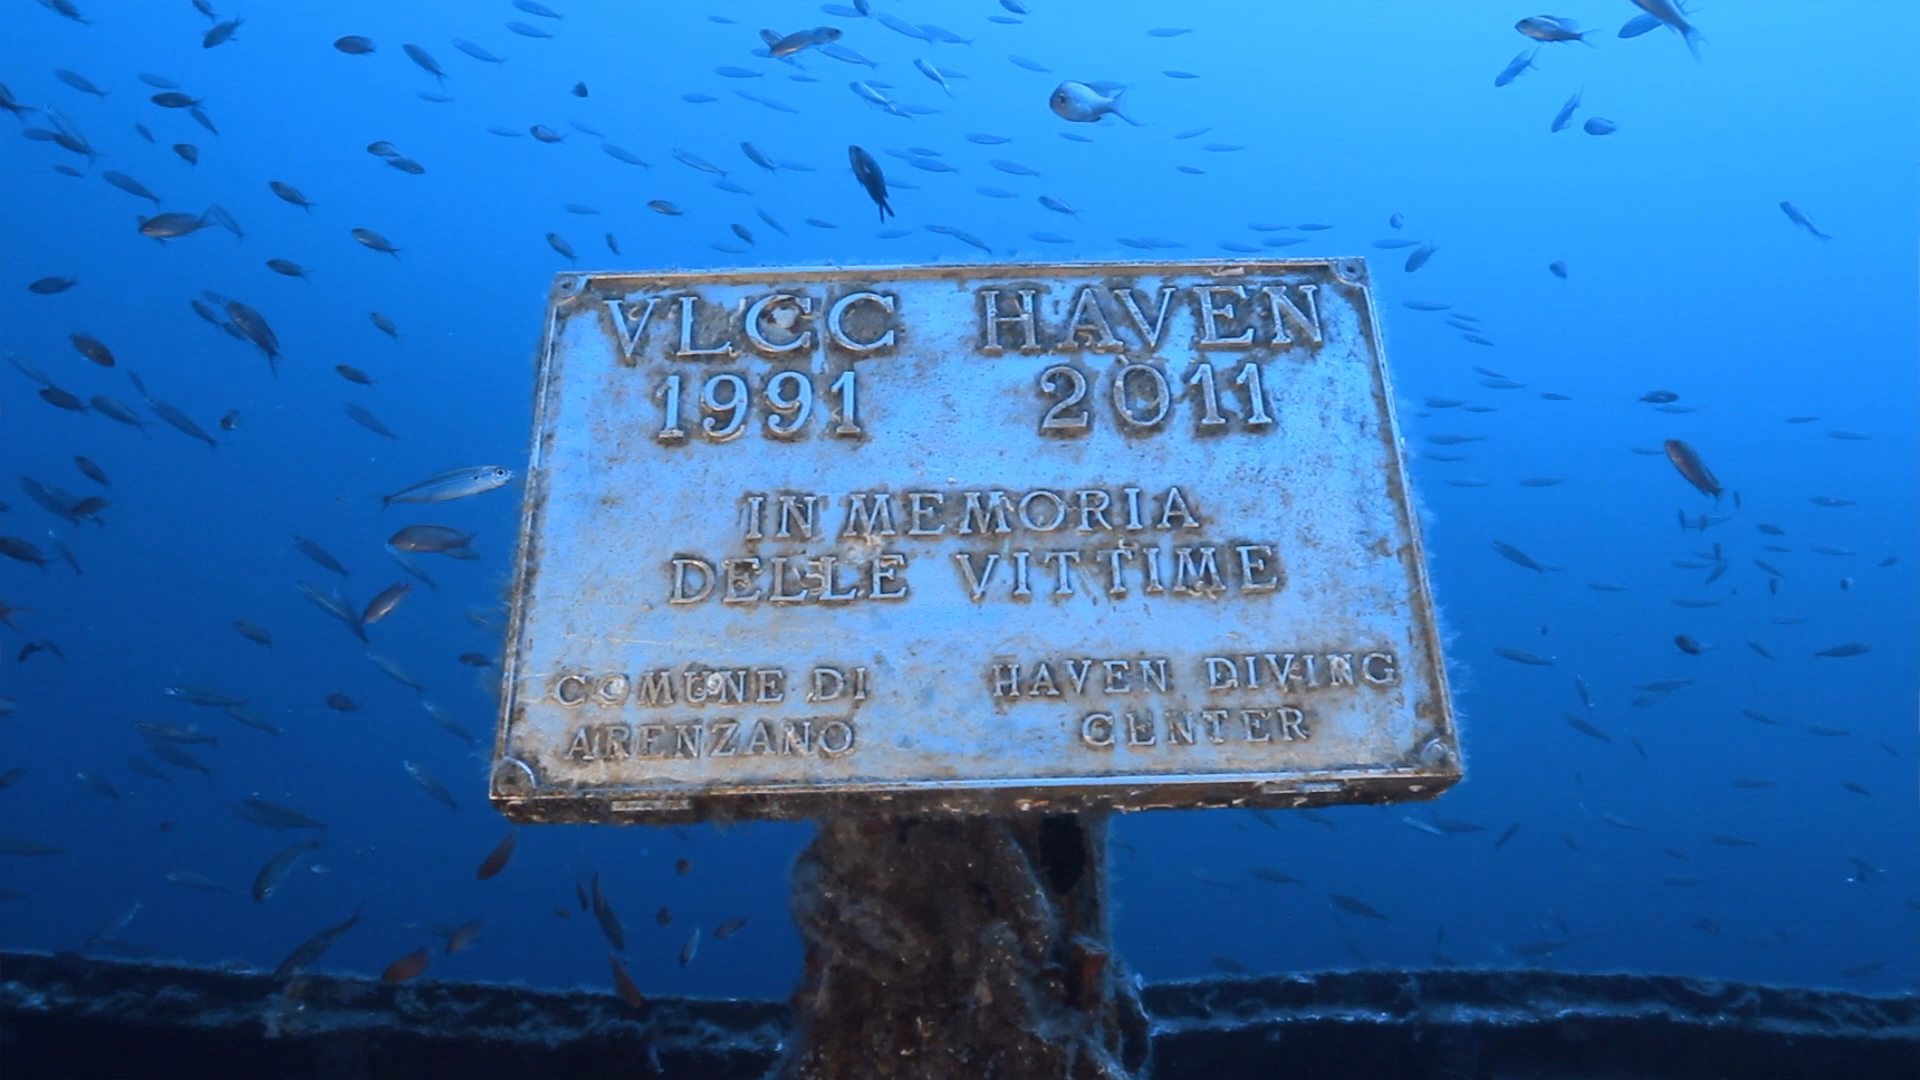 VLCC HAVEN
1991 2011
IN MEMORIA
DELLE VITTIME
COMUNE DI
ARENZANO
HAVEN DIVING
CENTER